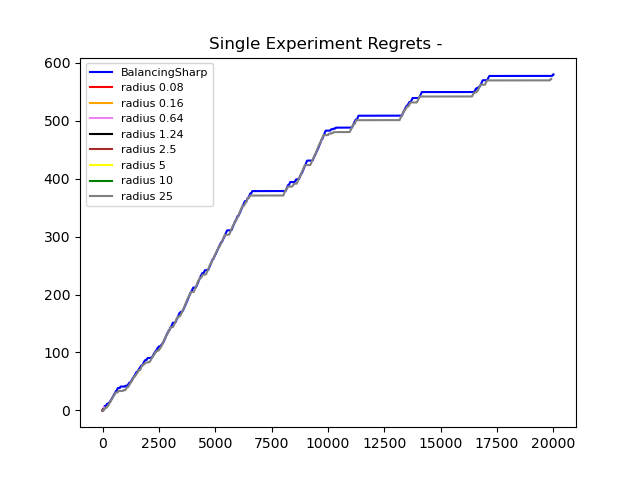 Single Experiment Regrets -
600
500
400
300
200
100
0
BalancingSharp
radius 0.08
radius 0.16
radius 0.64
radius 1.24
radius 2.5
radius 5
radius 10
radius 25
0 2500 5000 7500 10000 12500 15000 17500 20000